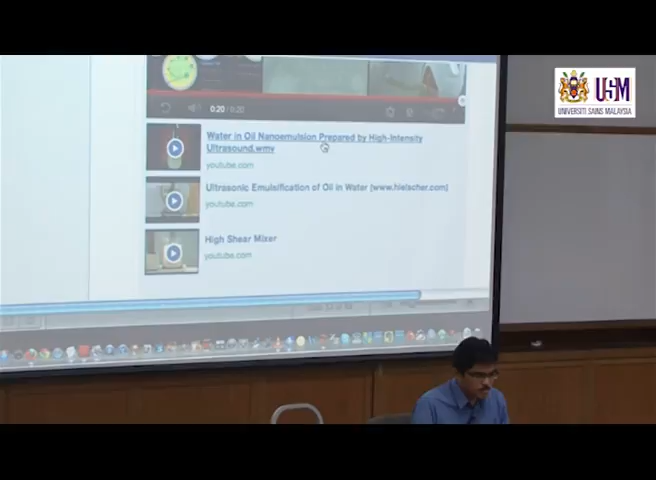 USM
UNIVERSITI SAINS MALAYSIA
0:20 / 0:20
Water in Oil Nanoemulsion Prepared by High-Intensity
Ultrasound.wmv
youtube.com
Ultrasonic Emulsification of Oil in Water (www.hielscher.com)
youtube.com
High Shear Mixer
youtube.com